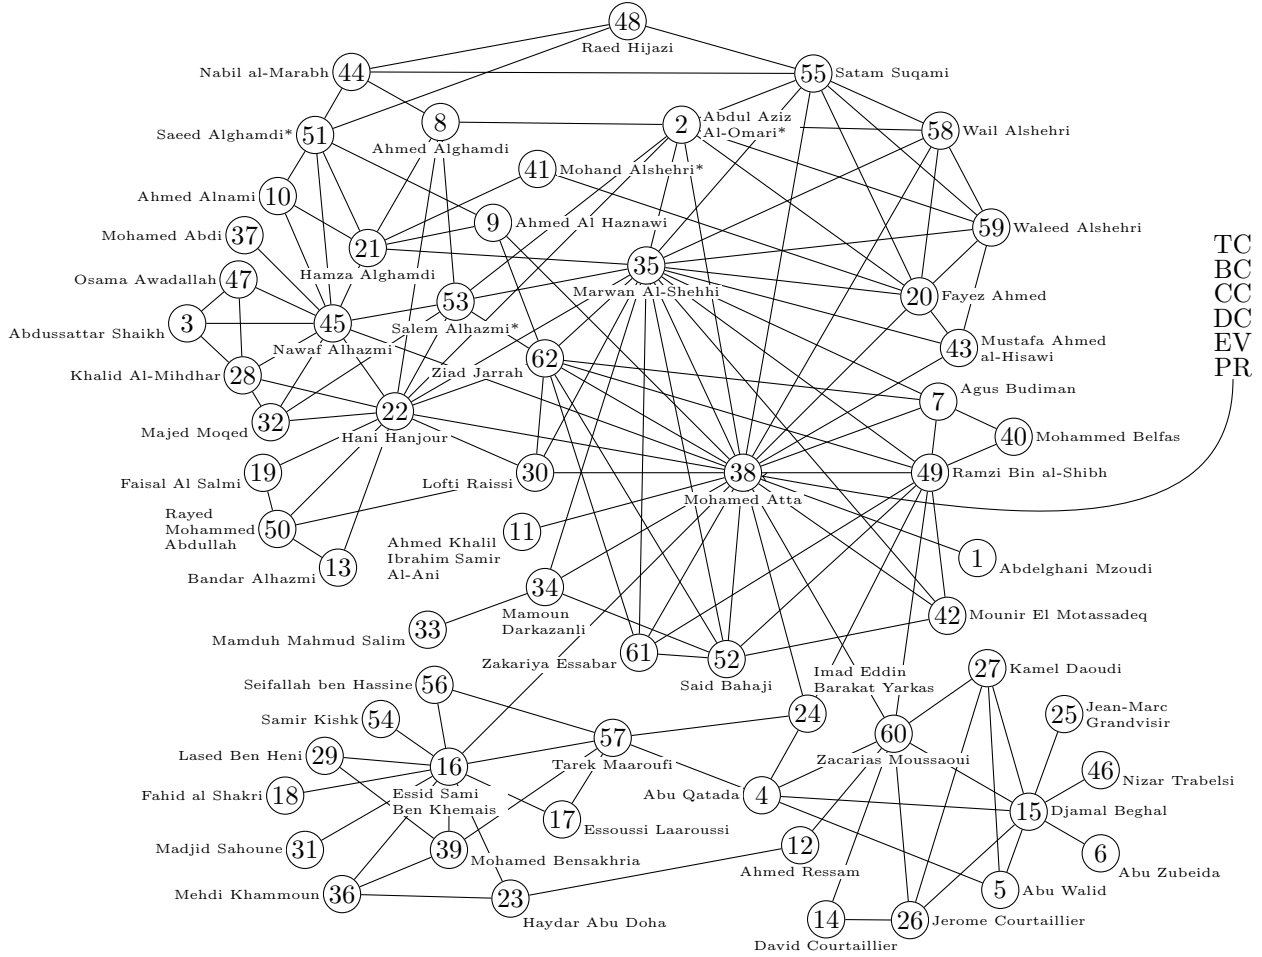 48
Raed Hijazi
Nabil al-Marabh
44
55
Satam Suqami
Saeed Alghamdi*
51
8
Ahmed Alghamdi
2
Abdul Aziz
Al-Omari*
58
Wail Alshehri
41
Mohand Alshehri*
Ahmed Alnami
10
9
Ahmed Al Haznawi
Mohamed Abdi
37
21
Hamza Alghamdi
59
Waleed Alshehri
TC
BC
CC
DC
EV
PR
Osama Awadallah
47
35
Marwan Al-Shehhi
20
Fayez Ahmed
Abdussattar Shaikh
3
45
Nawaf Alhazmi
53
Salem Alhazmi*
43
Mustafa Ahmed
al-Hisawi
Khalid Al-Mihdhar
28
62
Ziad Jarrah
7
Agus Budiman
Majed Moqed
32
22
Hani Hanjour
40
Mohammed Belfas
Faisal Al Salmi
19
Lofti Raissi
30
38
Mohamed Atta
49
Ramzi Bin al-Shibh
Rayed
Mohammed
Abdullah
50
11
Ahmed Khalil
Ibrahim Samir
Al-Ani
Bandar Alhazmi
13
1
Abdelghani Mzoudi
34
Mamoun
Darkazanli
42
Mounir El Motassadeq
Mamduh Mahmud Salim
33
Zakariya Essabar
61
52
Said Bahaji
Imad Eddin
Barakat Yarkas
24
27
Kamel Daoudi
Seifallah ben Hassine
56
Samir Kishk
54
25
Jean-Marc
Grandvisir
Lased Ben Heni
29
57
Tarek Maaroufi
60
Zacarias Moussaoui
16
Essid Sami
Ben Khemais
46
Nizar Trabelsi
Fahid al Shakri
18
Abu Qatada
4
15
Djamal Beghal
17
Essoussi Laaroussi
Madjid Sahoune
31
39
Mohamed Bensakhria
12
Ahmed Ressam
6
Abu Zubeida
Mehdi Khammoun
36
23
Haydar Abu Doha
5
Abu Walid
14
David Courtaillier
26
Jerome Courtaillier